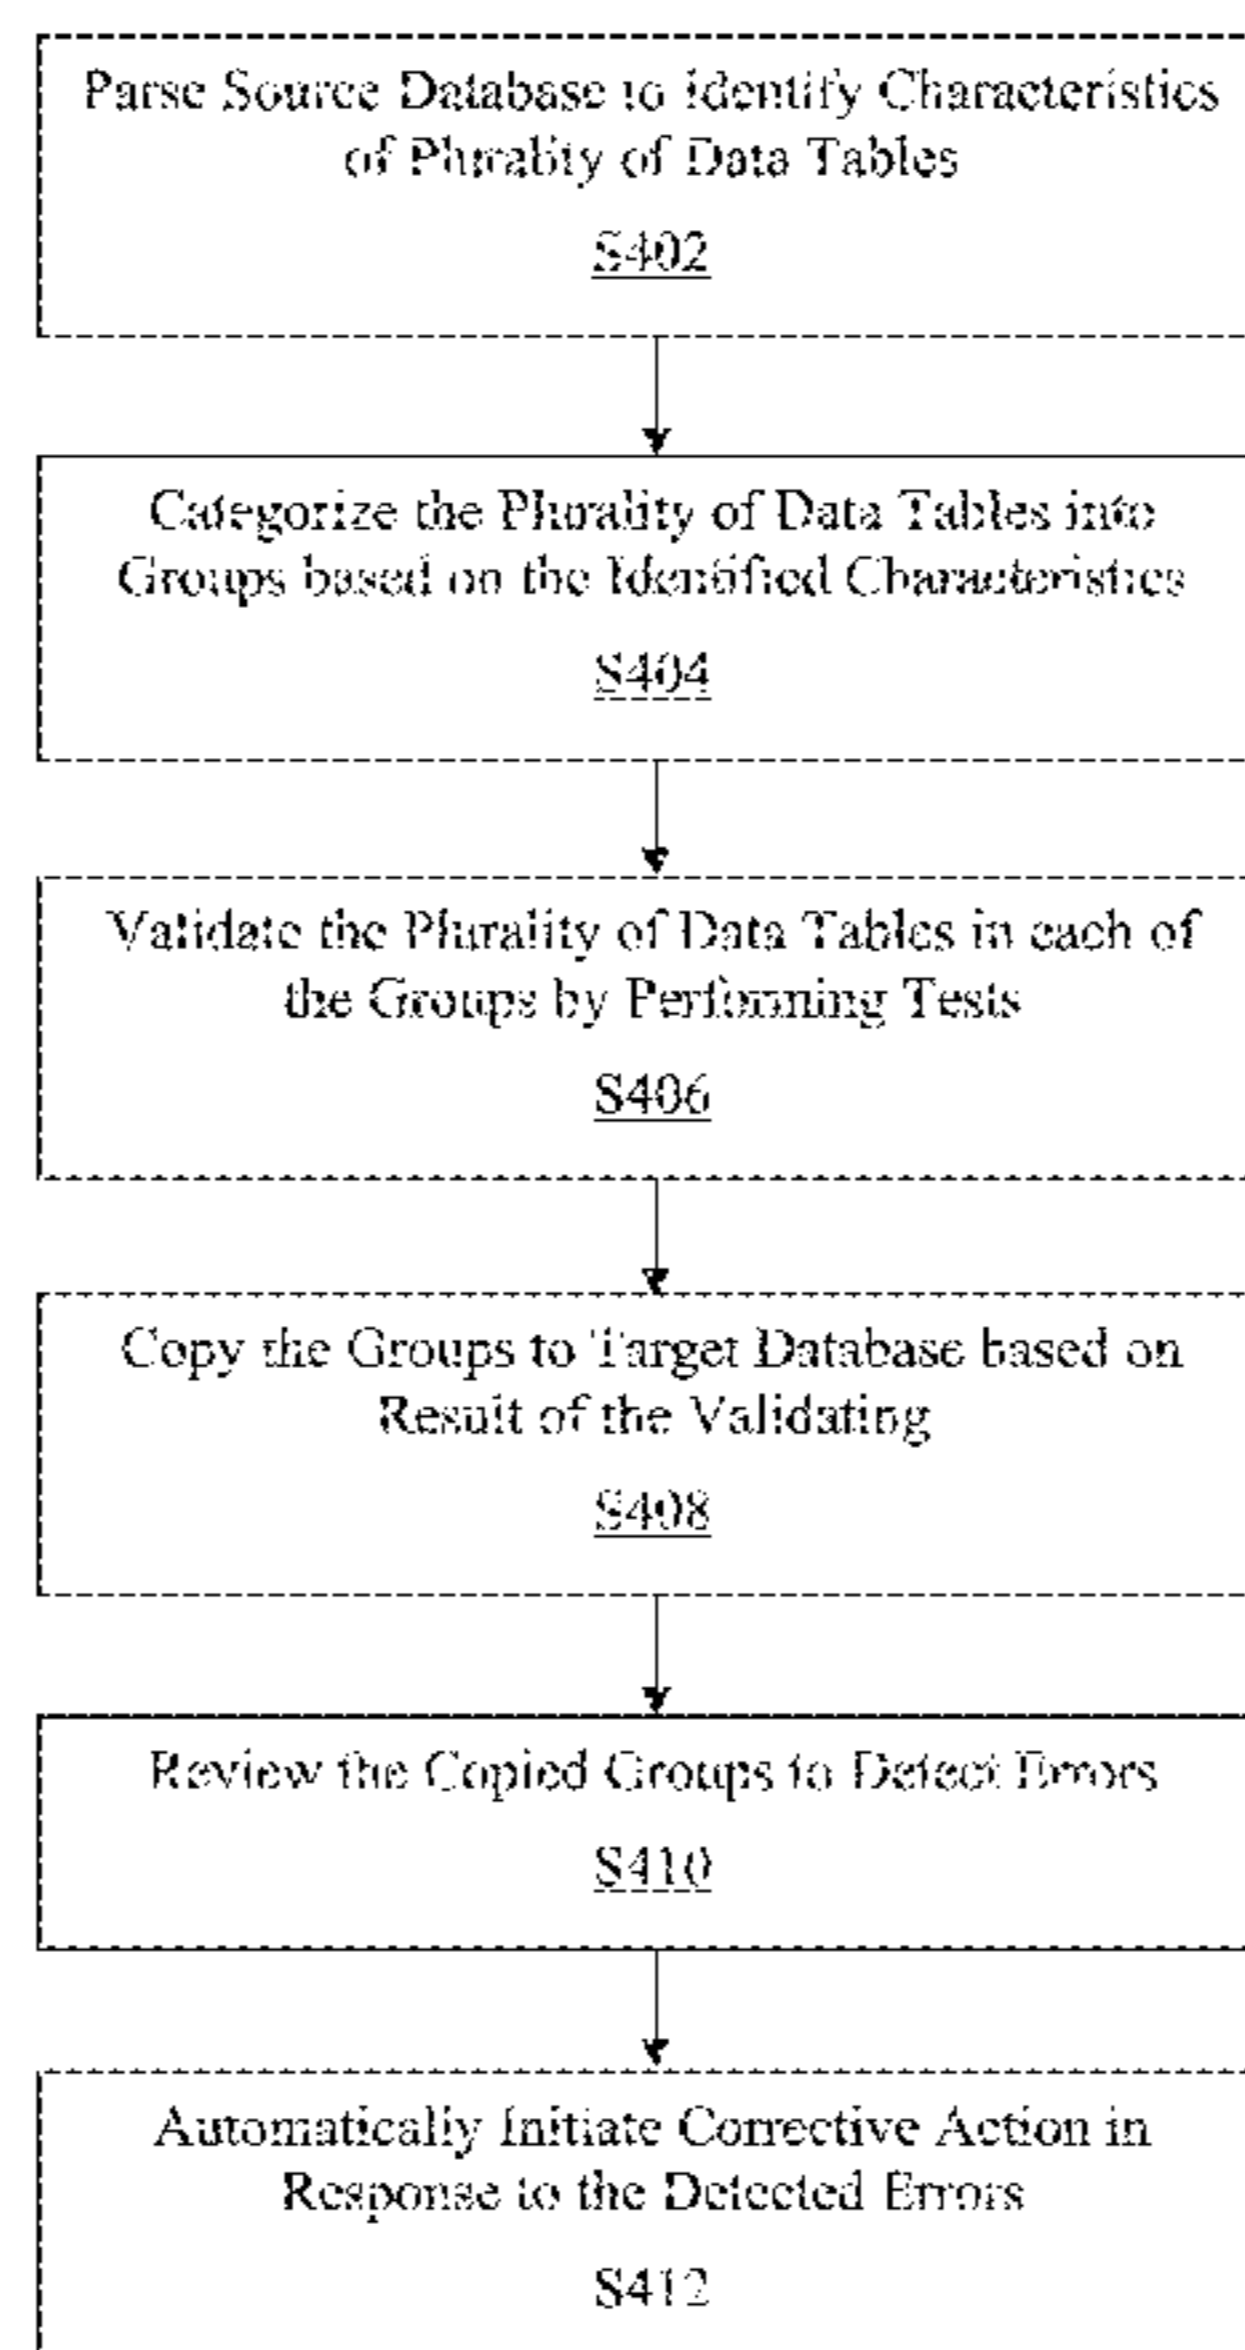 Parse Source Database to Identify Characteristics
of Plurality of Data Tables
S402
Categorize the Plurality of Data Tables into
Groups based on the Identified Characteristics
S404
Validate the Plurality of Data Tables in each of
the Groups by Performing Tests
S406
Copy the Groups to Target Database based on
Result of the Validating
S408
Review the Copied Groups to Detect Errors
S410
Automatically Initiate Corrective Action in
Response to the Detected Errors
S412